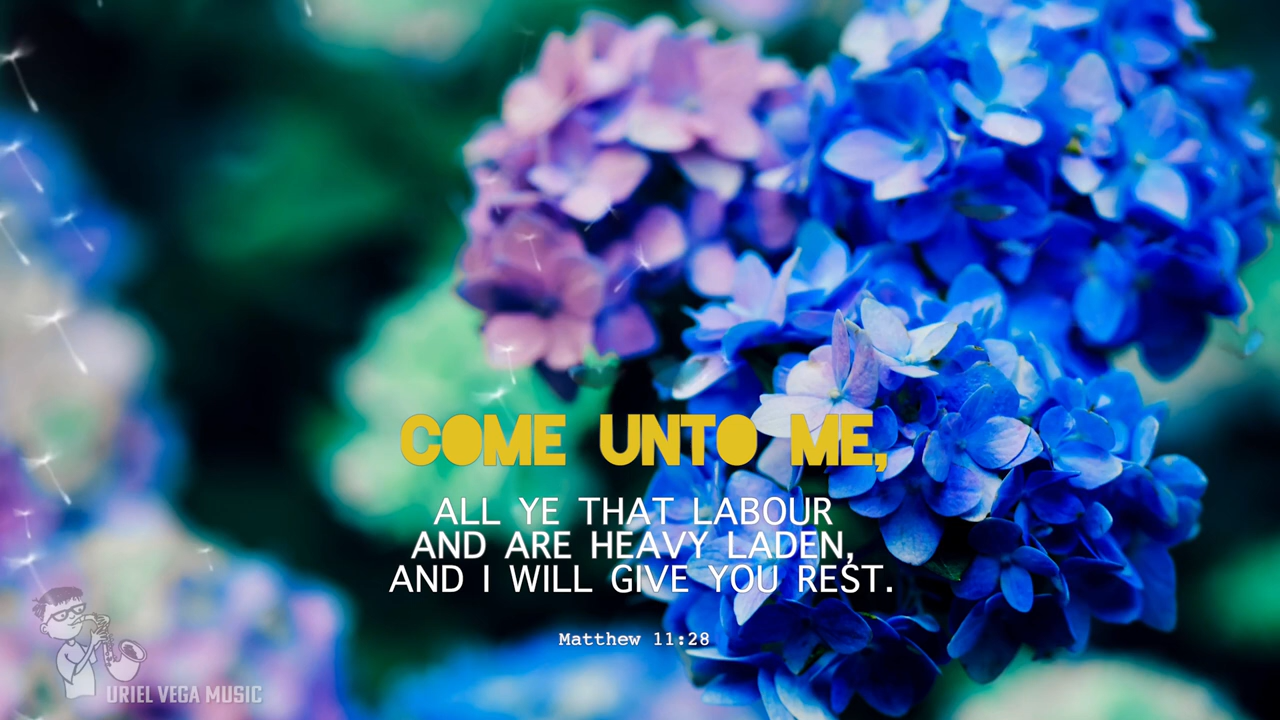 COME UNTO ME,
ALL YE THAT LABOUR
AND ARE HEAVY LADEN,
AND I WILL GIVE YOU REST.
Matthew 11:28
URIEL VEGA MUSIC